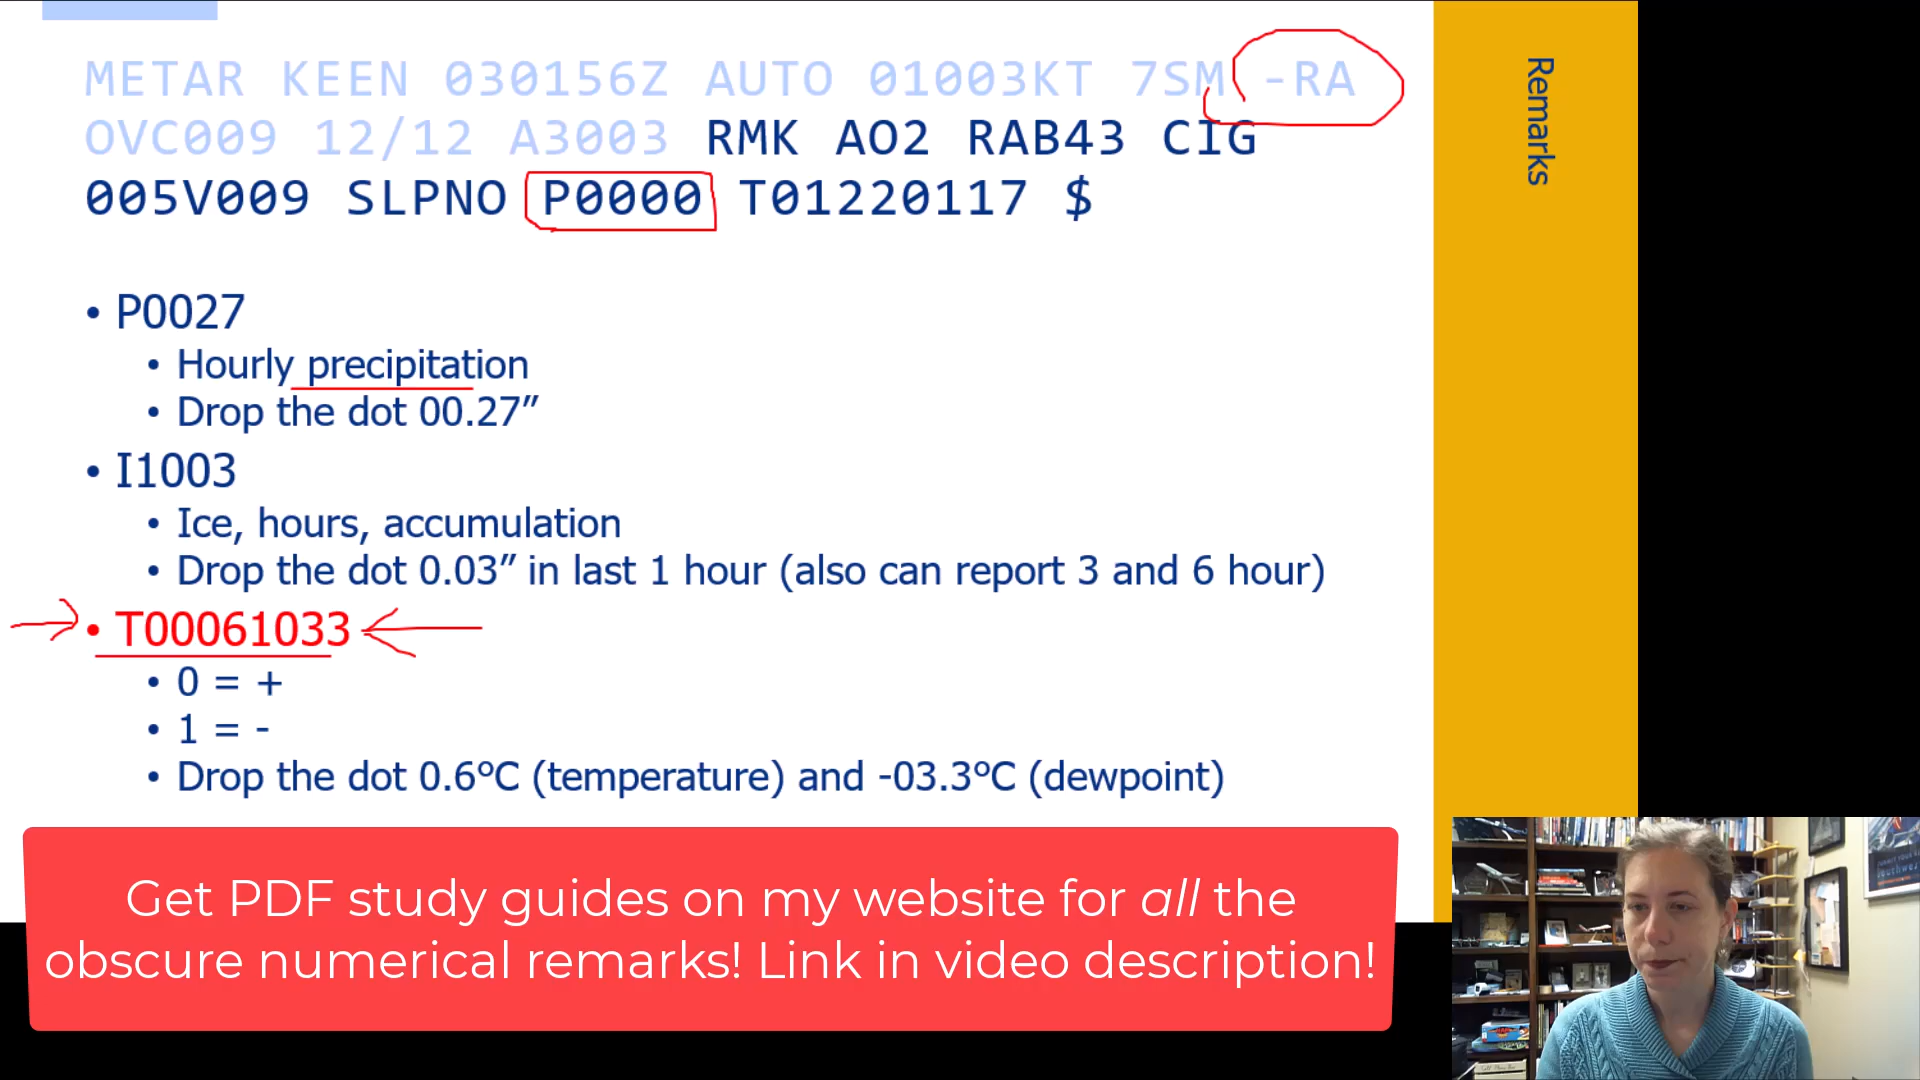 METAR KEEN 030156Z AUTO 01003KT 7SM -RA
OVC009 12/12 A3003 RMK AO2 RAB43 CIG
005V009 SLPNO P0000 T01220117 $
Remarks
• P0027
• Hourly precipitation
• Drop the dot 00.27”
• I1003
• Ice, hours, accumulation
• Drop the dot 0.03” in last 1 hour (also can report 3 and 6 hour)
• T00061033
• 0 = +
• 1 = -
• Drop the dot 0.6ºC (temperature) and -03.3ºC (dewpoint)
Get PDF study guides on my website for all the
obscure numerical remarks! Link in video description!